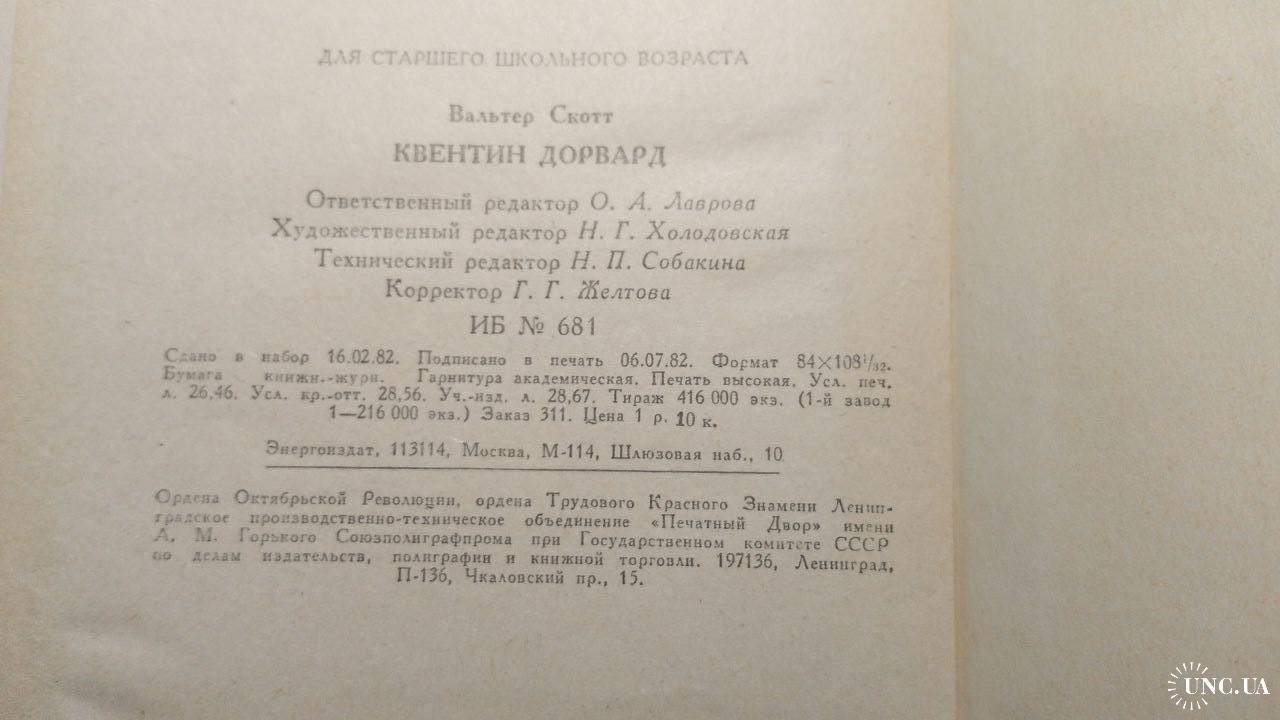 ДЛЯ СТАРШЕГО ШКОЛЬНОГО ВОЗРАСТА
Вальтер Скотт
КВЕНТИН ДОРВАРД
Ответственный редактор О. А. Лаврова
Художественный редактор Н. Г. Холодовская
Технический редактор Н. П. Собакина
Корректор Г. Г. Желтова
ИБ № 681
Сдано в набор 16.02.82. Подписано в печать 06.07.82. Формат 84×108¹/₃₂.
Бумага книжн.-журн. Гарнитура академическая. Печать высокая. Усл. печ.
л. 26,46. Усл. кр.-отт. 28,56. Уч.-изд. л. 28,67. Тираж 416 000 экз. (1-й завод
1—216 000 экз.) Заказ 311. Цена 1 р. 10 к.
Энергоиздат, 113114, Москва, М-114, Шлюзовая наб., 10
Ордена Октябрьской Революции, ордена Трудового Красного Знамени Ленин-
градское производственно-техническое объединение «Печатный Двор» имени
А. М. Горького Союзполиграфпрома при Государственном комитете СССР
по делам издательств, полиграфии и книжной торговли. 197136, Ленинград,
П-136, Чкаловский пр., 15.
UNC.UA